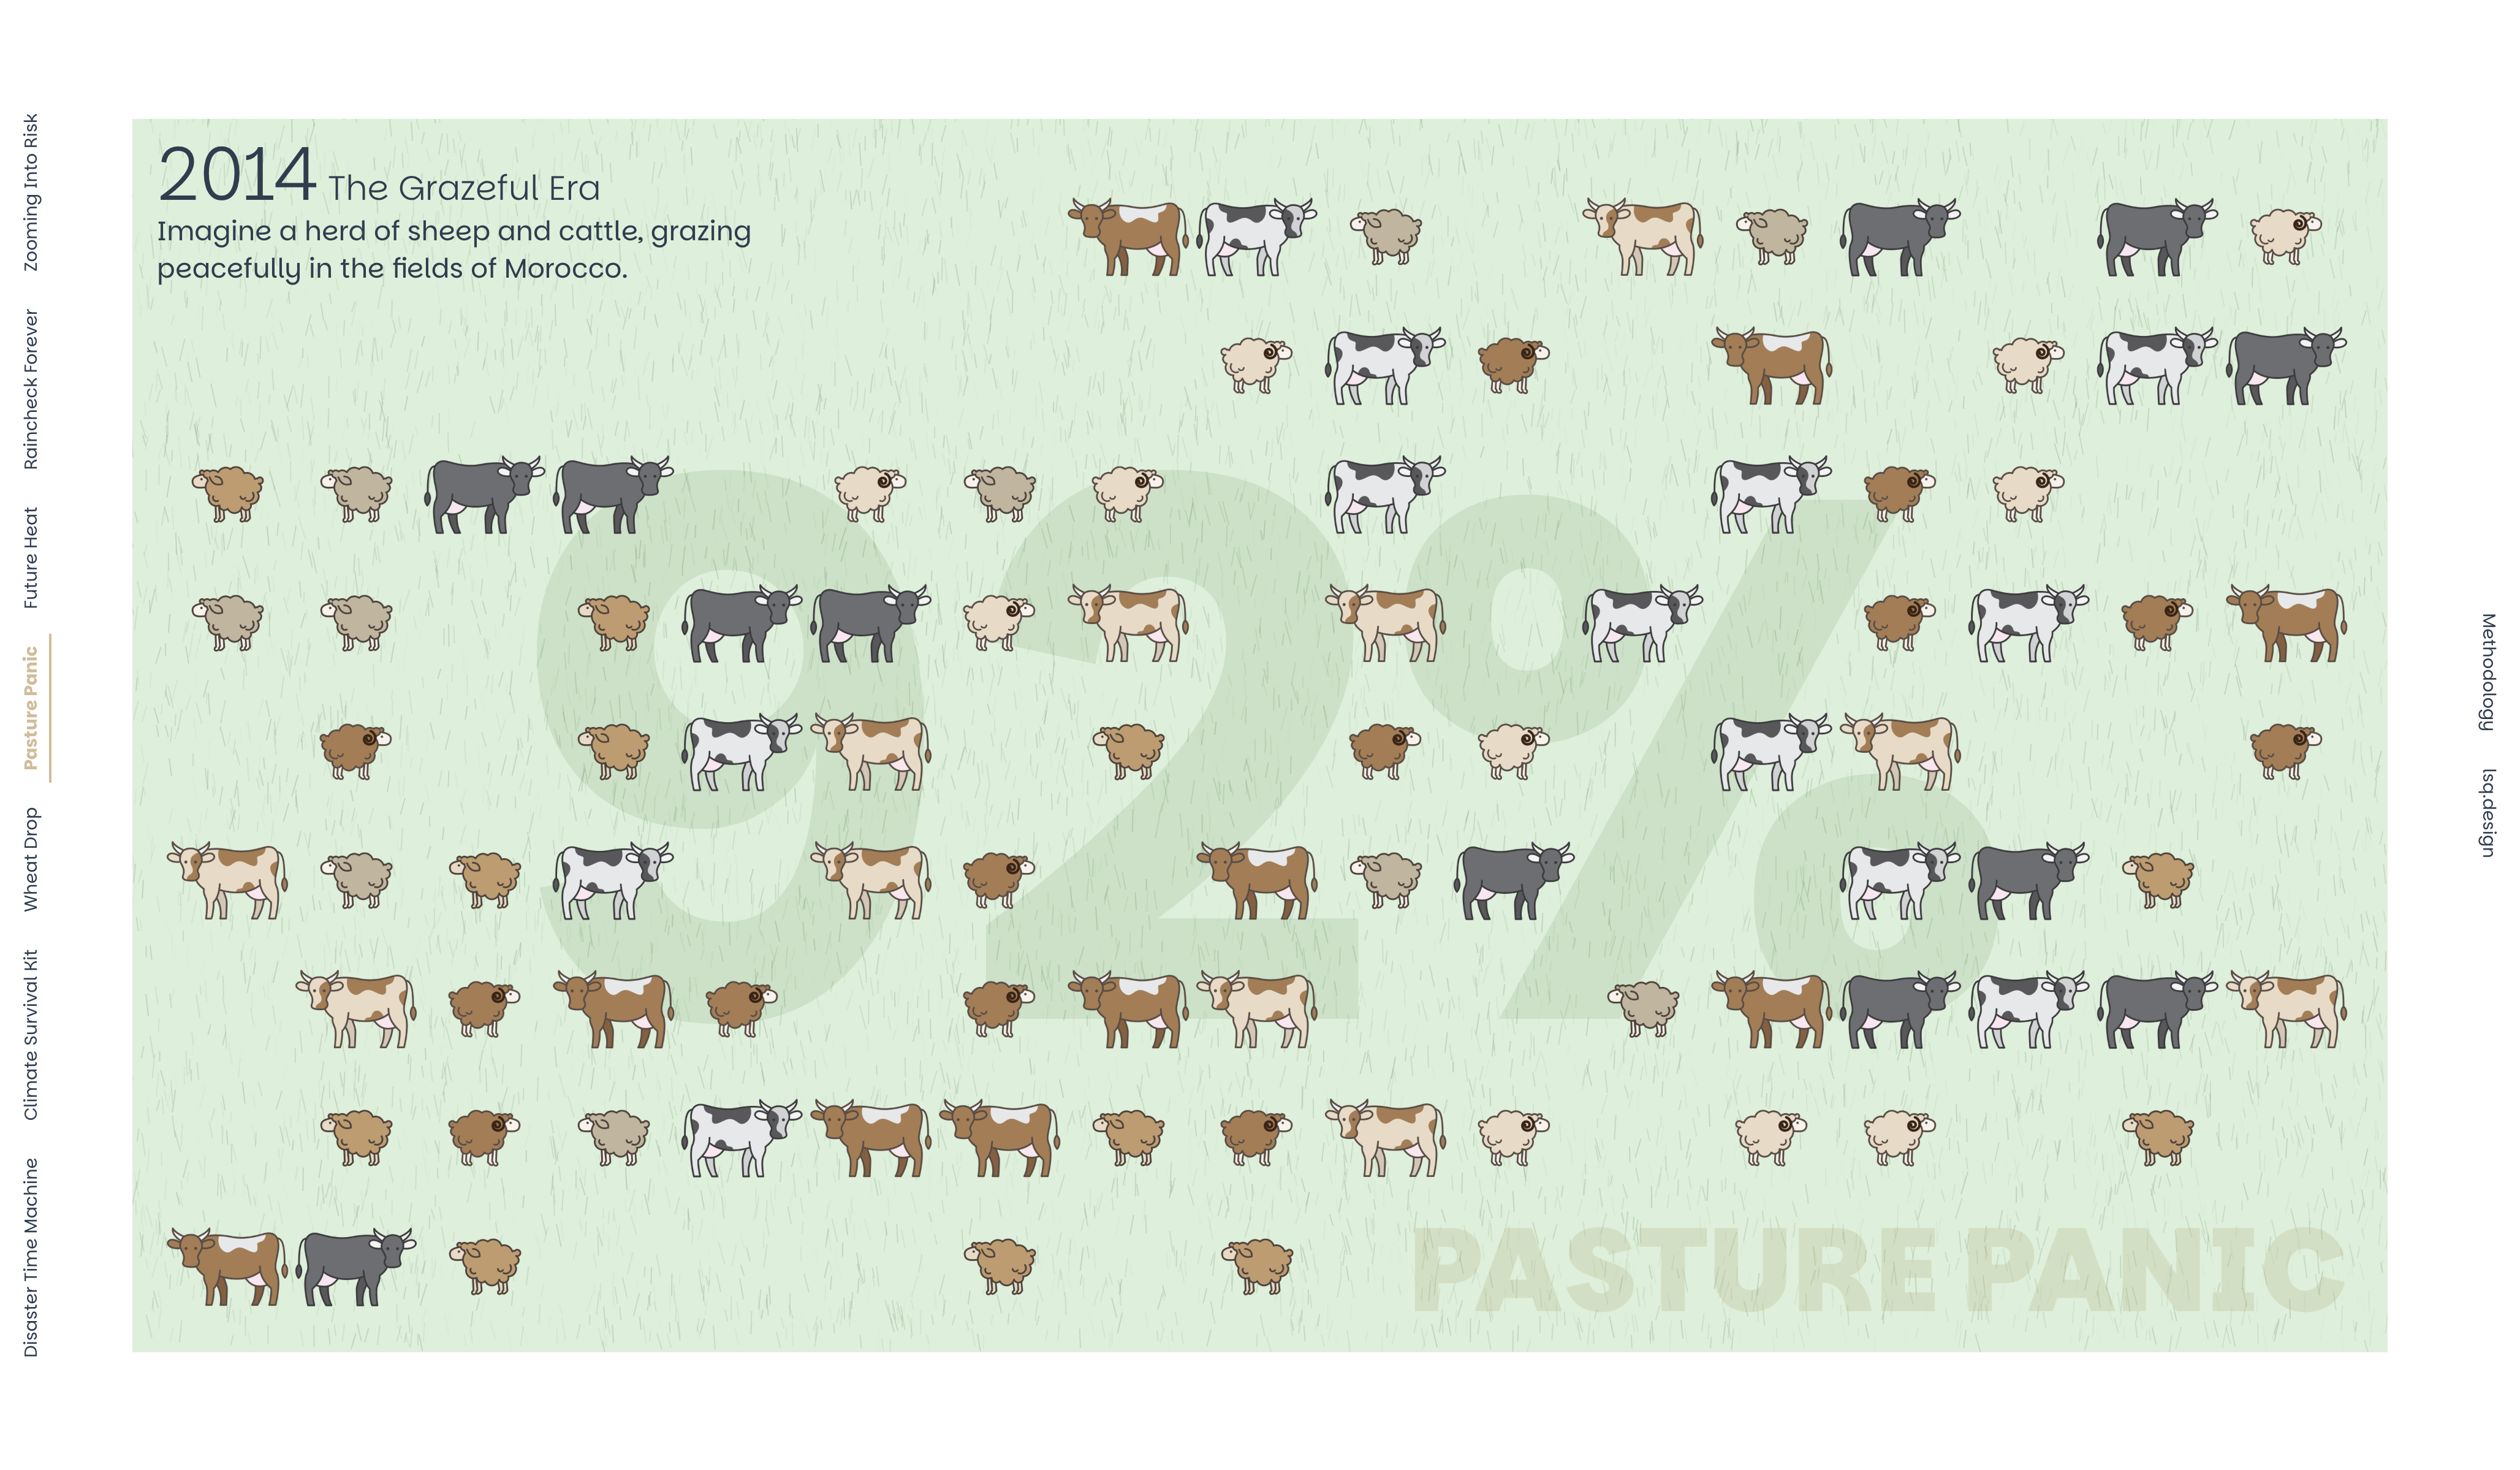 Zooming Into Risk
Raincheck Forever
Future Heat
Pasture Panic
Wheat Drop
Climate Survival Kit
Disaster Time Machine
2014 The Grazeful Era
Imagine a herd of sheep and cattle, grazing
peacefully in the fields of Morocco.
92%
PASTURE PANIC
Methodology
lsq.design